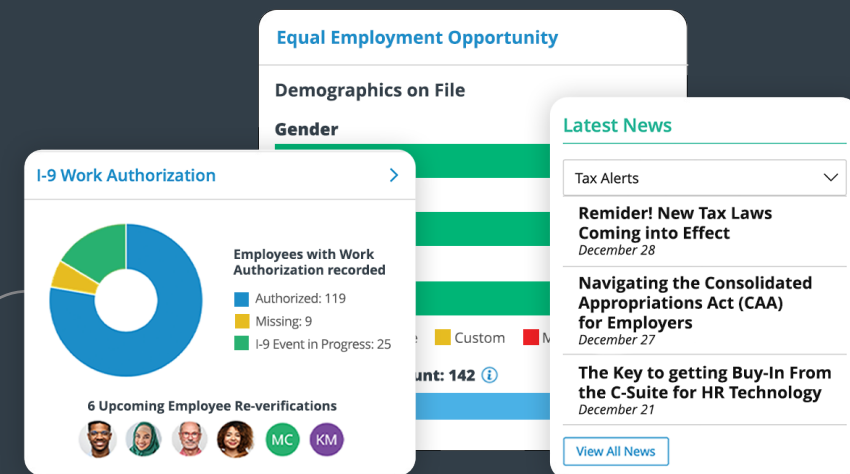 Equal Employment Opportunity
Demographics on File
Gender
Custom
unt: 142
I-9 Work Authorization
Employees with Work
Authorization recorded
Authorized: 119
Missing: 9
I-9 Event in Progress: 25
6 Upcoming Employee Re-verifications
MC
KM
Latest News
Tax Alerts
Remider! New Tax Laws
Coming into Effect
December 28
Navigating the Consolidated
Appropriations Act (CAA)
for Employers
December 27
The Key to getting Buy-In From
the C-Suite for HR Technology
December 21
View All News